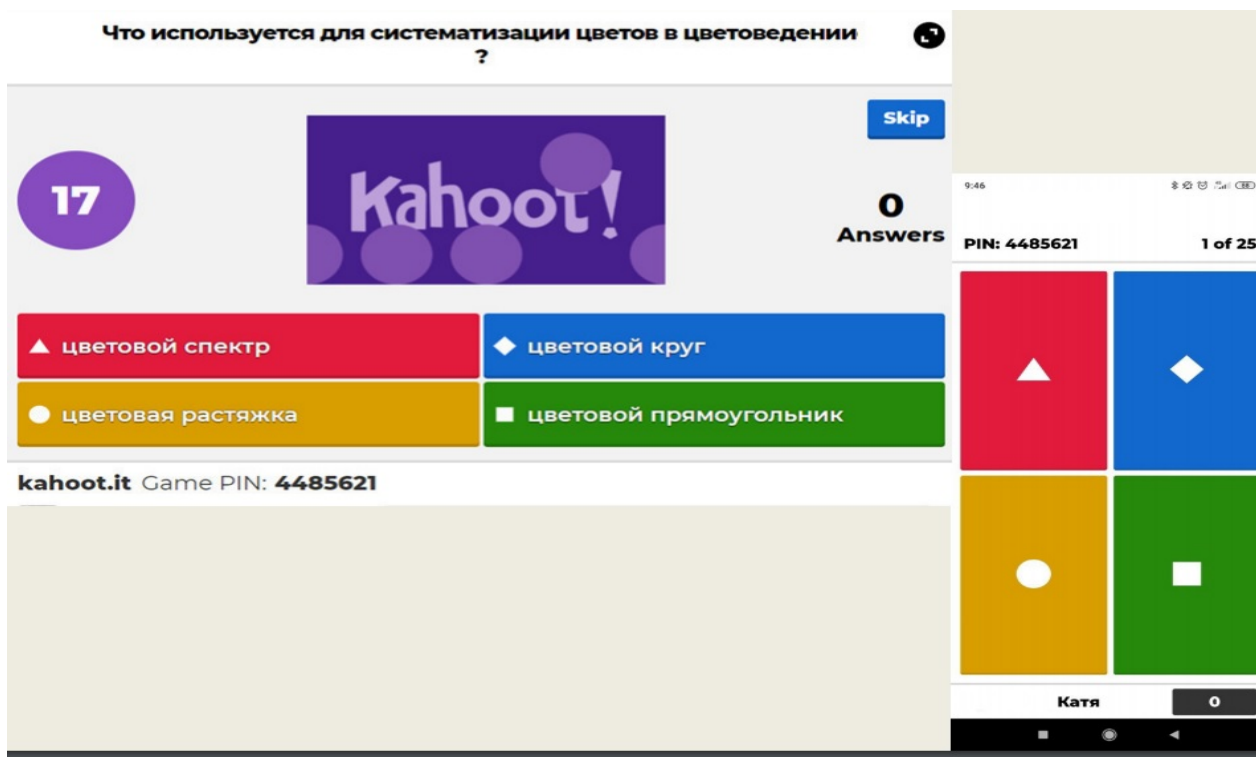 Что используется для систематизации цветов в цветоведении
?
Skip
17
Kahoot!
0
Answers
цветовой спектр
цветовой круг
цветовая растяжка
цветовой прямоугольник
kahoot.it Game PIN: 4485621
9:46
PIN: 4485621 1 of 25
Катя 0